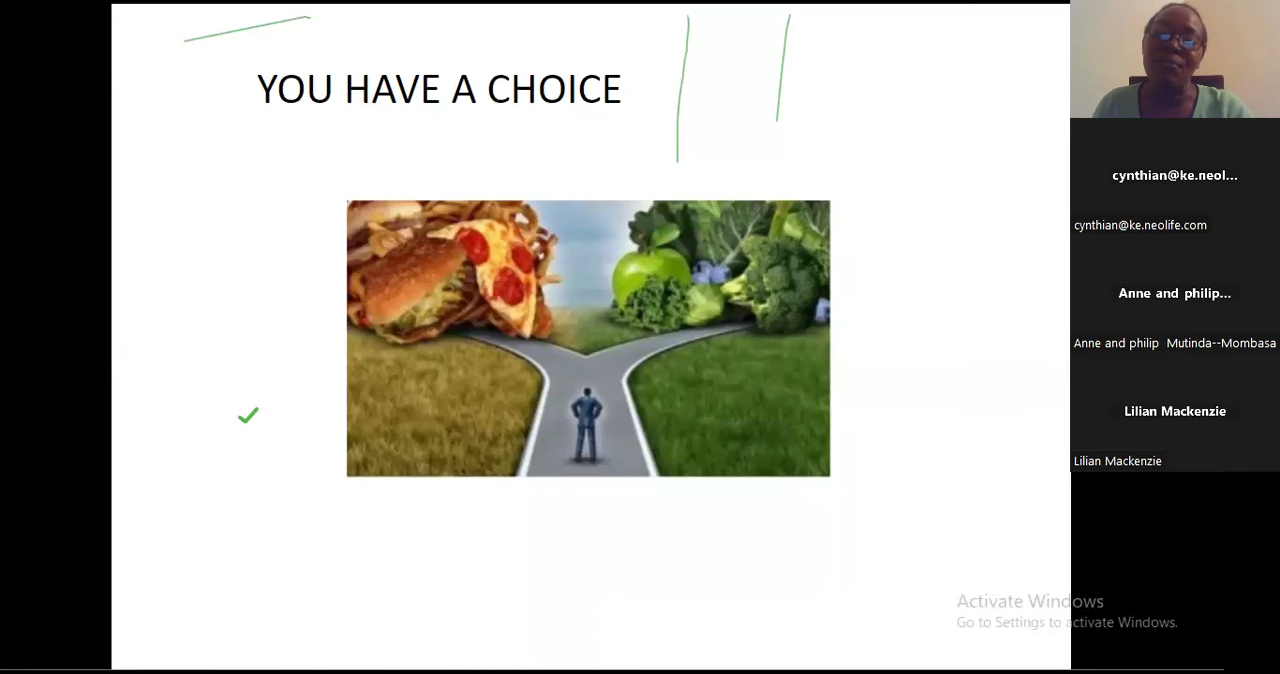 YOU HAVE A CHOICE
cynthian@ke.neol...
cynthian@ke.neolife.com
Anne and philip...
Anne and philip Mutinda--Mombasa
Lilian Mackenzie
Lilian Mackenzie
Activate Windows
Go to Settings to activate Windows.